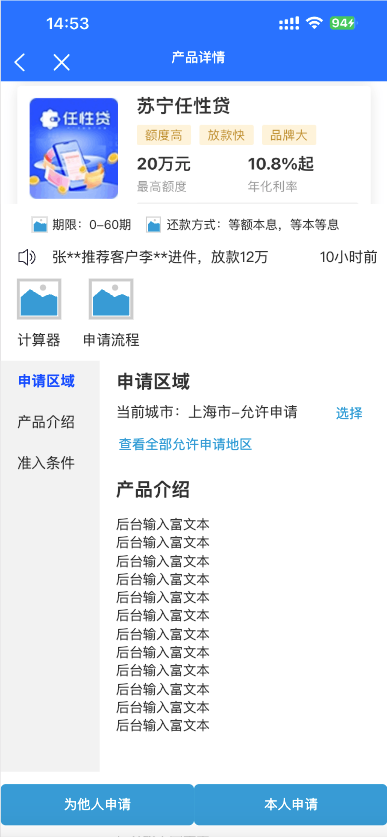 14:53
94
产品详情
任性贷
苏宁任性贷
额度高 放款快 品牌大
20万元 10.8%起
最高额度 年化利率
期限：0-60期 还款方式：等额本息，等本等息
张**推荐客户李**进件，放款12万 10小时前
计算器 申请流程
申请区域
产品介绍
准入条件
申请区域
当前城市：上海市-允许申请 选择
查看全部允许申请地区
产品介绍
后台输入富文本
后台输入富文本
后台输入富文本
后台输入富文本
后台输入富文本
后台输入富文本
后台输入富文本
后台输入富文本
后台输入富文本
后台输入富文本
后台输入富文本
后台输入富文本
为他人申请 本人申请